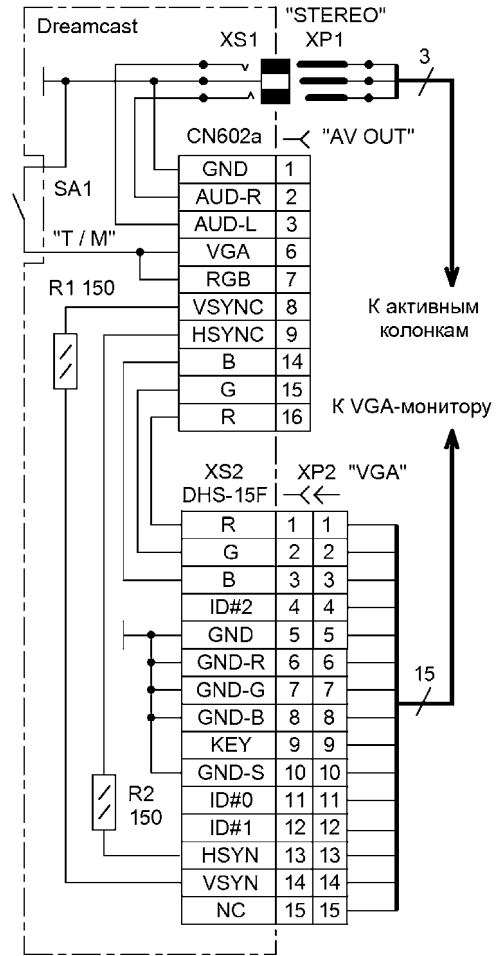 "STEREO"
Dreamcast
XS1 XP1
3
CN602a "AV OUT"
GND 1
SA1
AUD-R 2
AUD-L 3
"T / M"
VGA 6
RGB 7
R1 150
VSYNC 8
HSYNC 9
К активным
колонкам
B 14
G 15
R 16
К VGA-монитору
XS2 XP2 "VGA"
DHS-15F
R 1 1
G 2 2
B 3 3
ID#2 4 4
GND 5 5
GND-R 6 6
GND-G 7 7
15
GND-B 8 8
KEY 9 9
GND-S 10 10
R2
150
ID#0 11 11
ID#1 12 12
HSYN 13 13
VSYN 14 14
NC 15 15